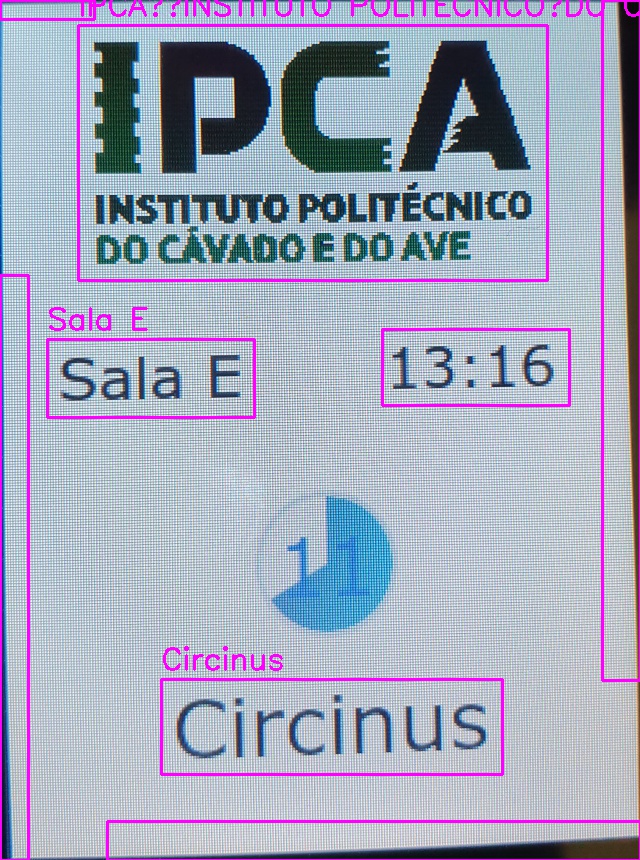 IPCA??INSTITUTO POLITÉCNICO?DO C
IPCA
INSTITUTO POLITÉCNICO
DO CÁVADO E DO AVE
Sala E
Sala E 13:16
11
Circinus
Circinus